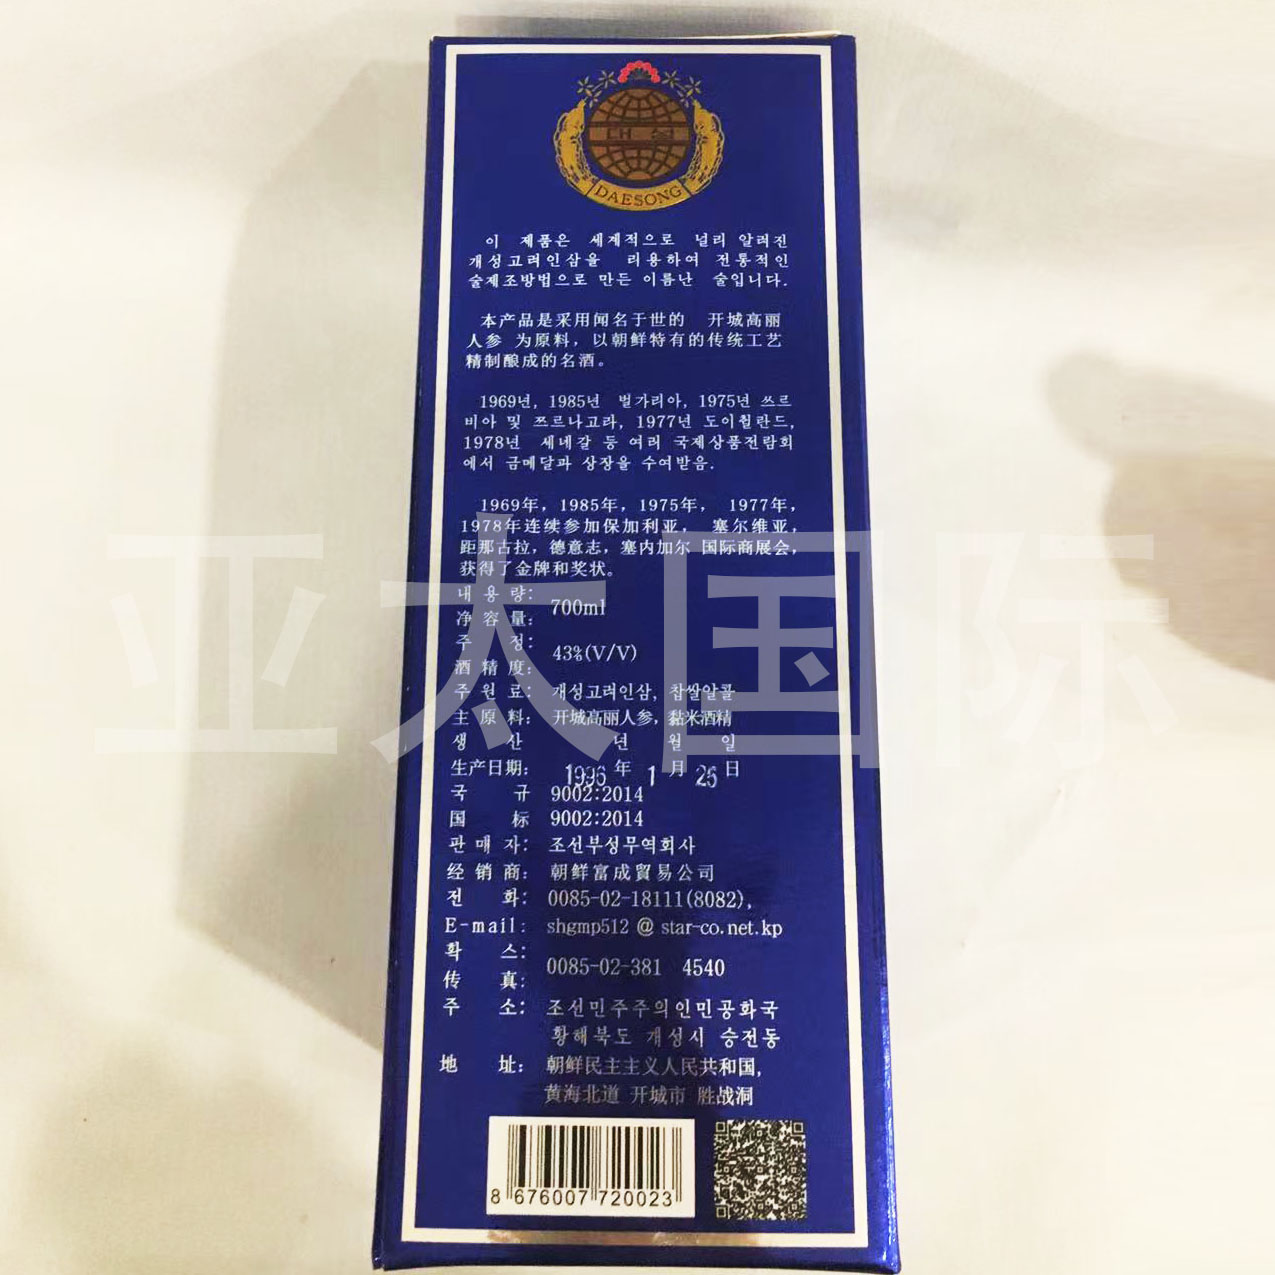 대성
DAESONG
이 제품은 세계적으로 널리 알려진
개성고려인삼을 리용하여 전통적인
술제조방법으로 만든 이름난 술입니다.
本产品是采用闻名于世的 开城高丽
人参 为原料，以朝鲜特有的传统工艺
精制酿成的名酒。
1969년, 1985년 벌가리아, 1975년 쓰르
비아 및 쯔르나고라, 1977년 도이췰란드,
1978년 세네갈 등 여러 국제상품전람회
에서 금메달과 상장을 수여받음.
1969年，1985年，1975年， 1977年，
1978年连续参加保加利亚， 塞尔维亚，
距那古拉，德意志，塞内加尔 国际商展会，
获得了金牌和奖状。
내용량:
净容量: 700ml
주 정:
酒精度: 43%(V/V)
주원료: 개성고려인삼, 찹쌀알콜
主原料: 开城高丽人参, 黏米酒精
생 산 년 월 일
生产日期: 1996 年 1 月 26 日
국 규 9002:2014
国 标 9002:2014
판매자: 조선부성무역회사
经销商: 朝鲜富成貿易公司
전 화: 0085-02-18111(8082),
E-mail: shgmp512 @ star-co.net.kp
확 스:
传 真: 0085-02-381 4540
주 소: 조선민주주의인민공화국
황해북도 개성시 승전동
地 址: 朝鲜民主主义人民共和国,
黄海北道 开城市 胜战洞
8 676007 720023
亚太国际